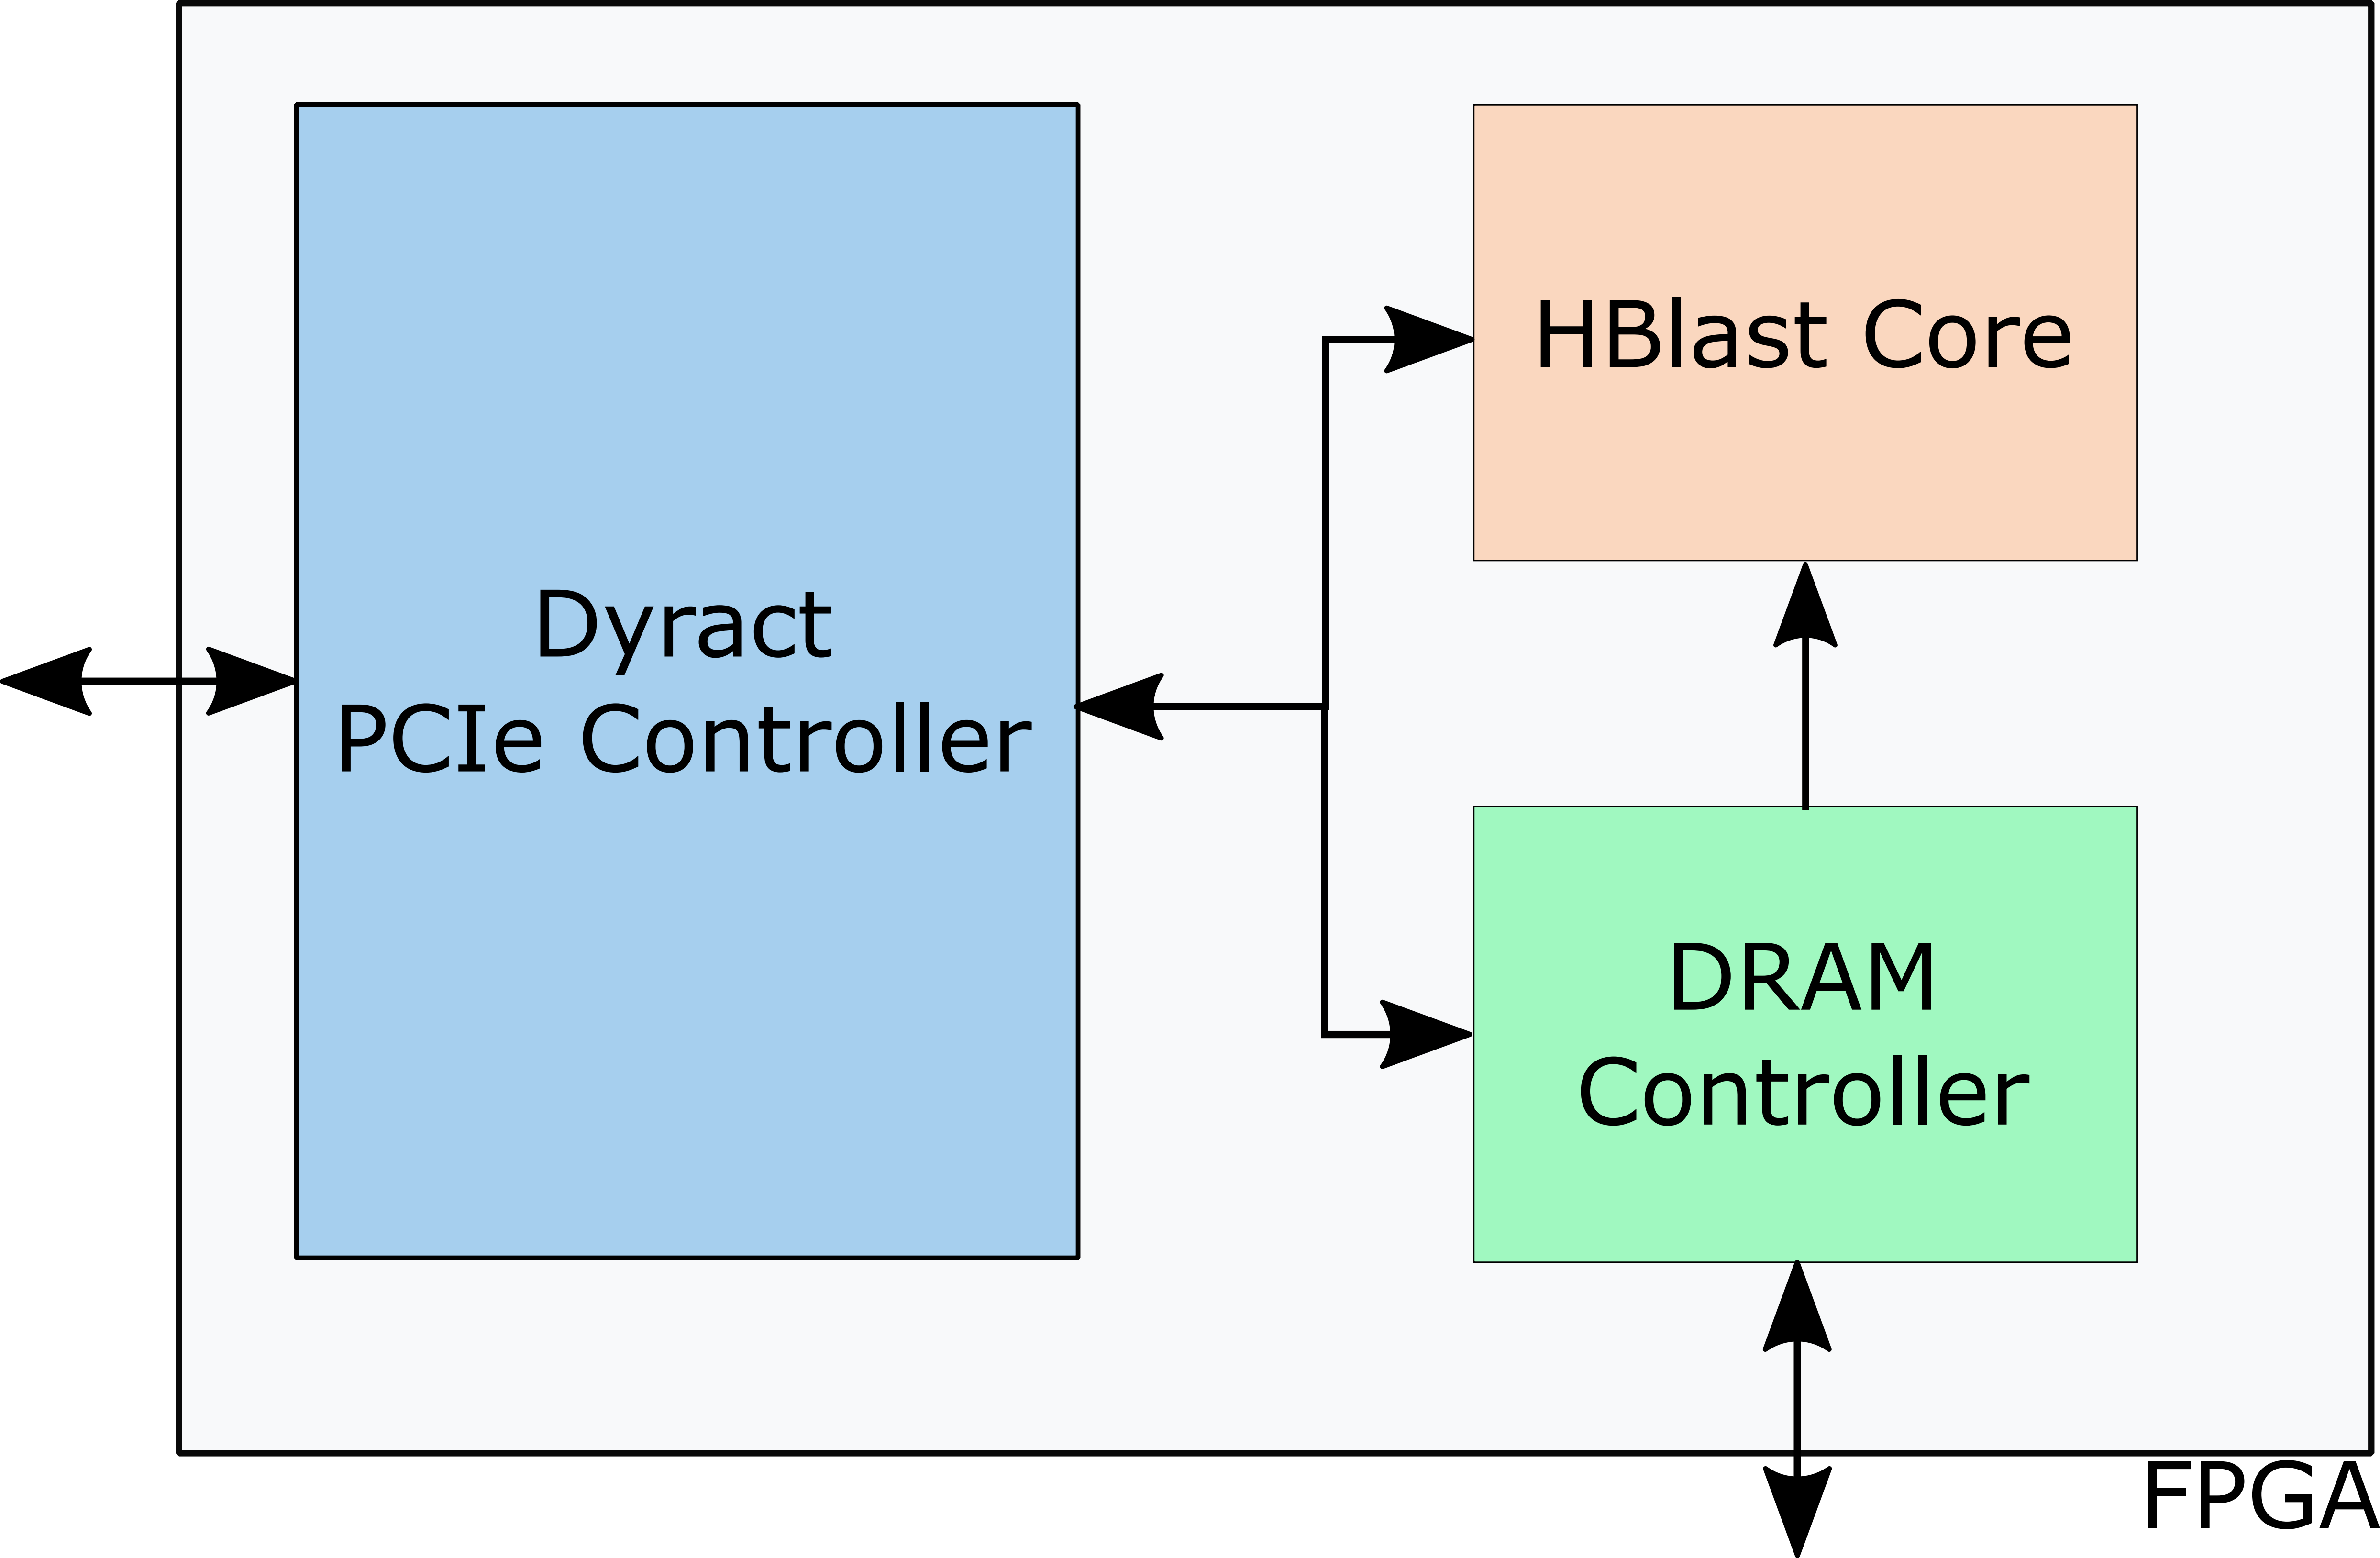 HBlast Core
Dyract
PCIe Controller
DRAM
Controller
FPGA